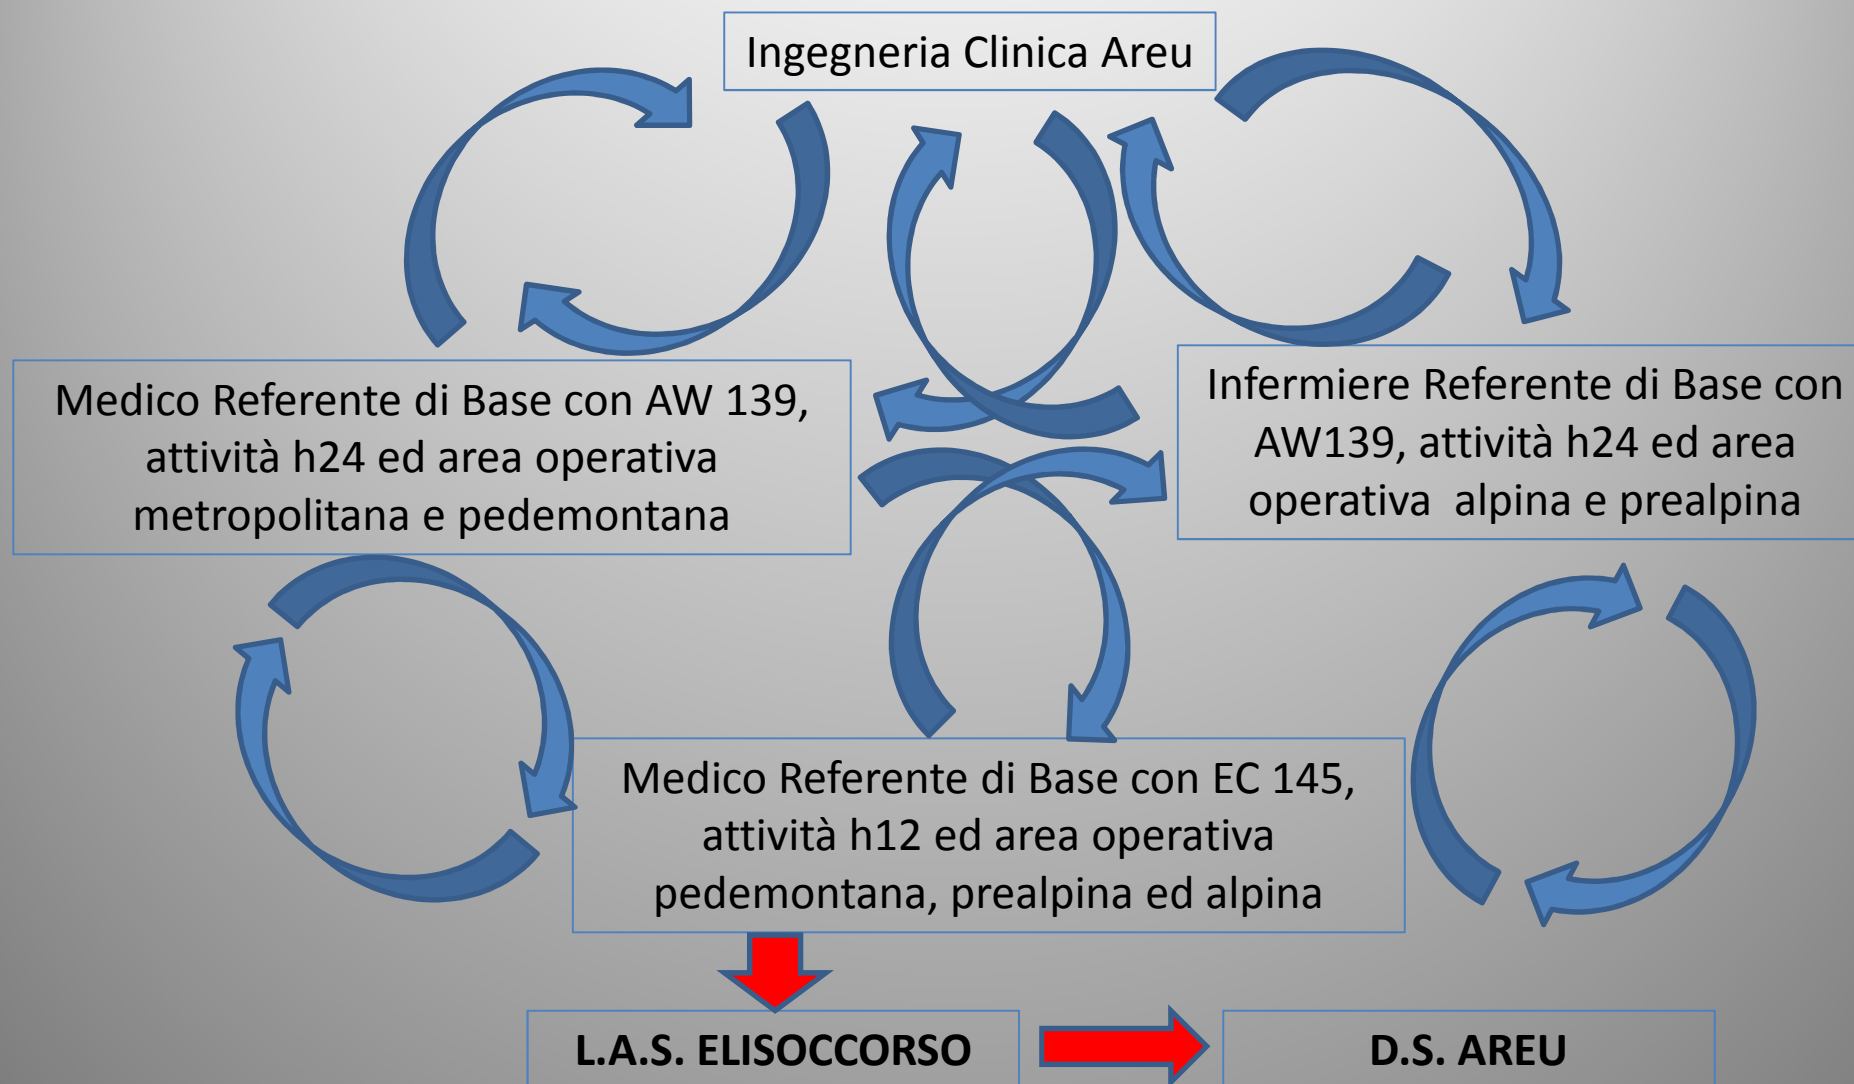 Ingegneria Clinica Areu
Medico Referente di Base con AW 139,
attività h24 ed area operativa
metropolitana e pedemontana
Infermiere Referente di Base con
AW139, attività h24 ed area
operativa alpina e prealpina
Medico Referente di Base con EC 145,
attività h12 ed area operativa
pedemontana, prealpina ed alpina
L.A.S. ELISOCCORSO
D.S. AREU